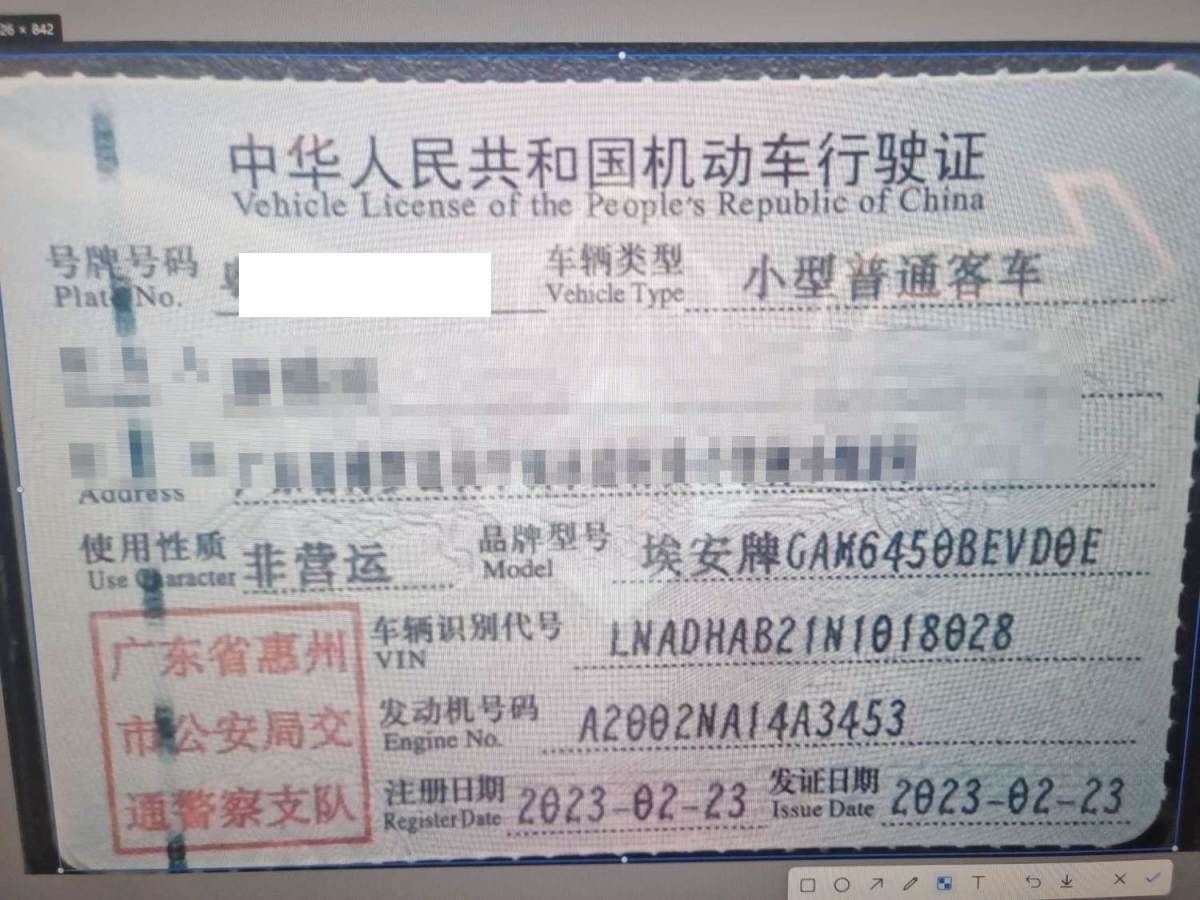 26 × 842
中华人民共和国机动车行驶证
Vehicle License of the People's Republic of China
号牌号码 车辆类型 小型普通客车
Plate No. Vehicle Type
Address
使用性质 非营运 品牌型号 埃安牌GAM6450BEVD0E
Use Character Model
车辆识别代号 LNADHAB21N1018028
VIN
发动机号码 A2002NA14A3453
Engine No.
注册日期 2023-02-23 发证日期 2023-02-23
Register Date Issue Date
广东省惠州
市公安局交
通警察支队